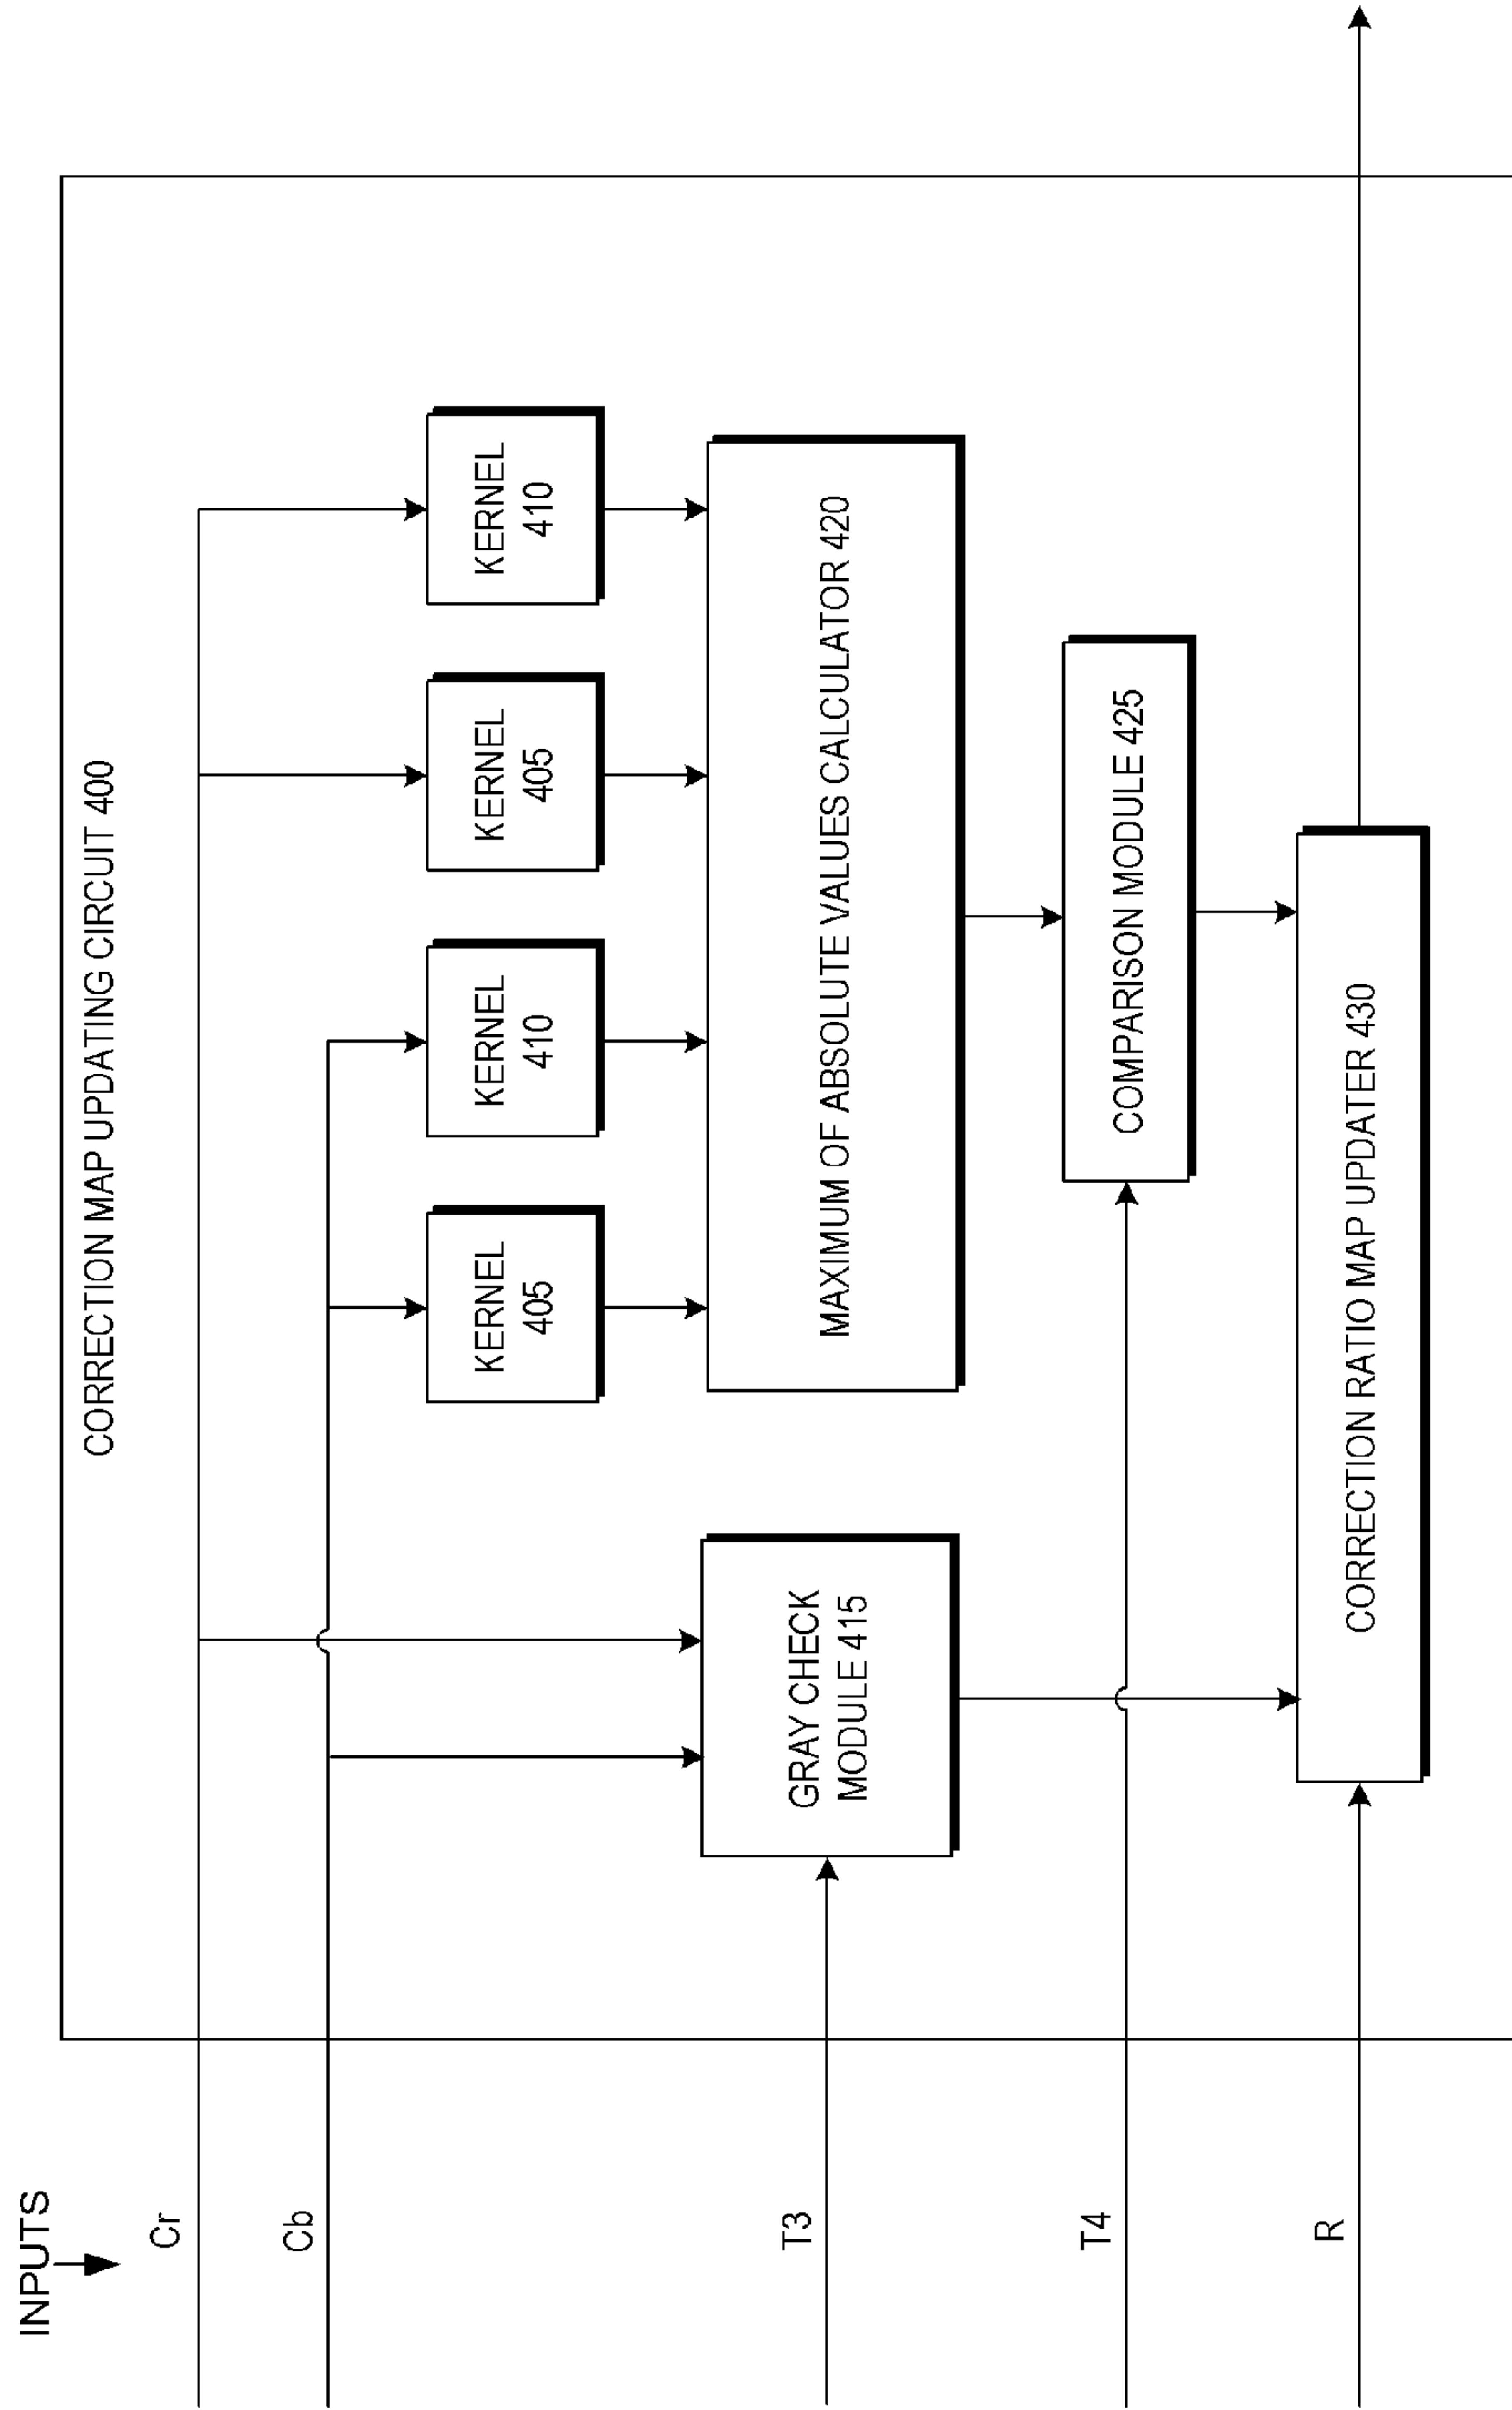 INPUTS
CORRECTION MAP UPDATING CIRCUIT 400
Cr
Cb
KERNEL
405
KERNEL
410
KERNEL
405
KERNEL
410
T3
GRAY CHECK
MODULE 415
MAXIMUM OF ABSOLUTE VALUES CALCULATOR 420
T4
COMPARISON MODULE 425
R
CORRECTION RATIO MAP UPDATER 430